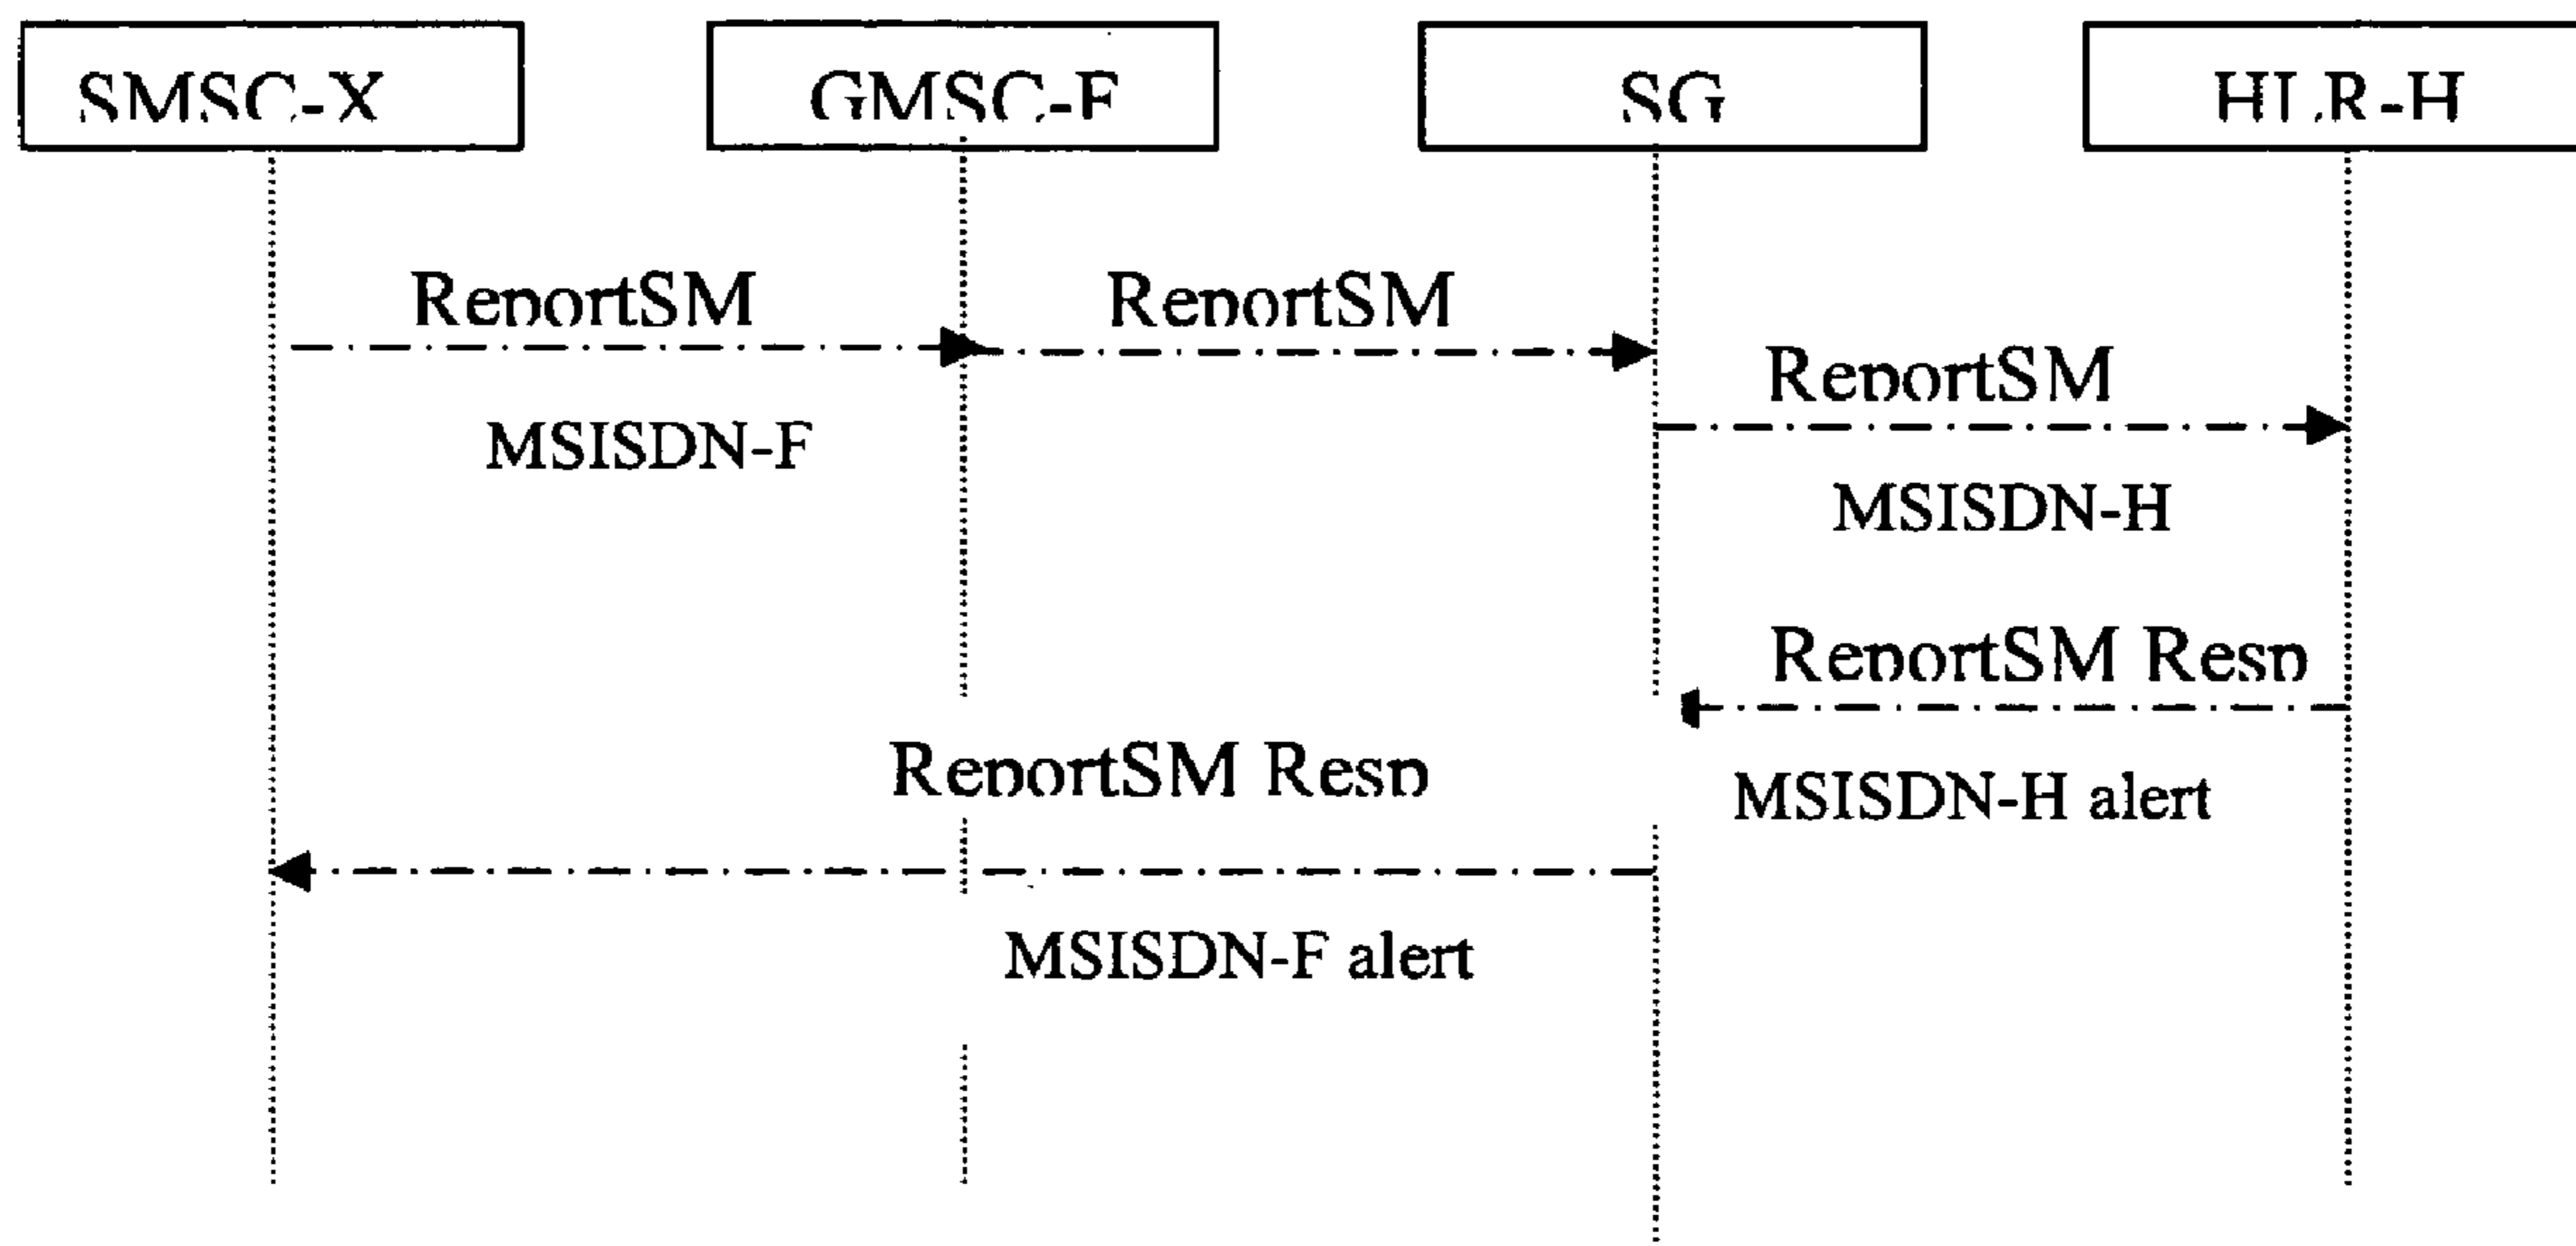 SMSC-X
GMSC-F
SG
HLR-H
ReportSM
ReportSM
ReportSM
MSISDN-F
MSISDN-H
ReportSM Resp
ReportSM Resp
MSISDN-H alert
MSISDN-F alert